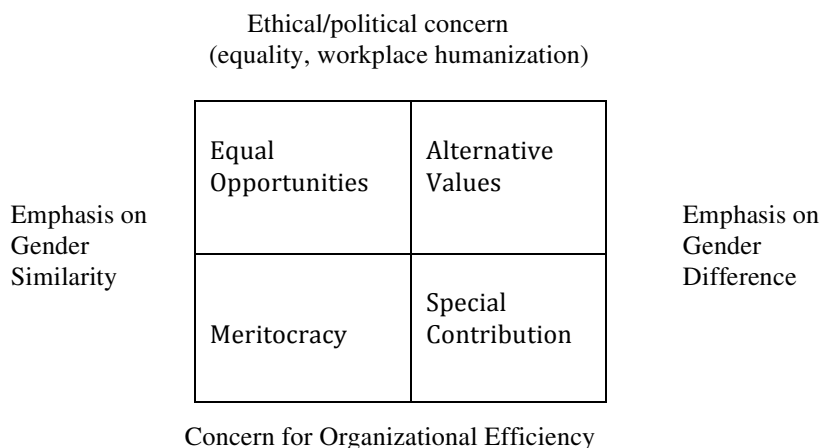 Ethical/political concern
(equality, workplace humanization)
Equal
Opportunities
Alternative
Values
Emphasis on
Gender
Similarity
Emphasis on
Gender
Difference
Meritocracy
Special
Contribution
Concern for Organizational Efficiency